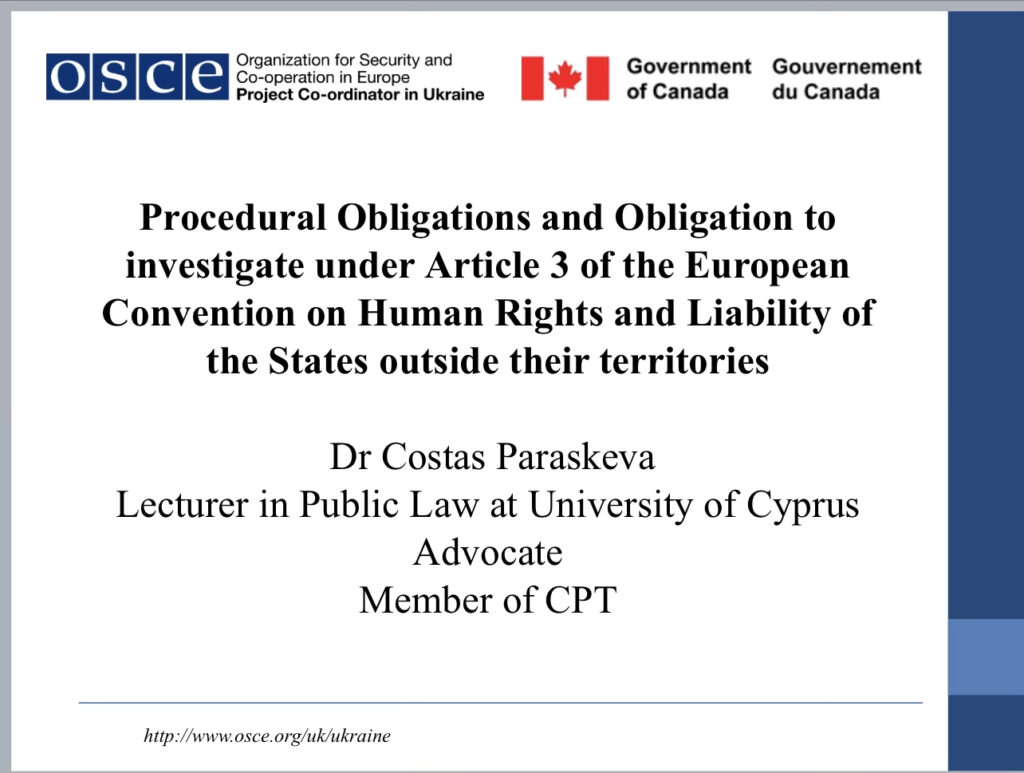 osce
Organization for Security and
Co-operation in Europe
Project Co-ordinator in Ukraine
Government
of Canada
Gouvernement
du Canada
Procedural Obligations and Obligation to
investigate under Article 3 of the European
Convention on Human Rights and Liability of
the States outside their territories
Dr Costas Paraskeva
Lecturer in Public Law at University of Cyprus
Advocate
Member of CPT
http://www.osce.org/uk/ukraine